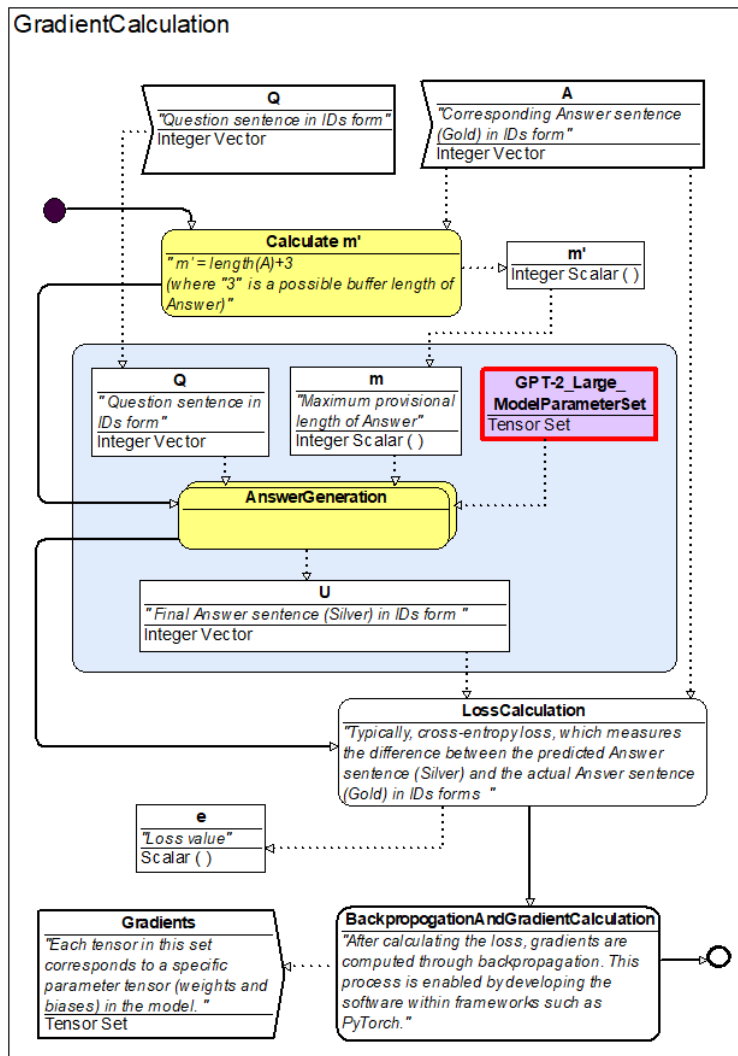 GradientCalculation
Q
"Question sentence in IDs form"
Integer Vector
A
"Corresponding Answer sentence
(Gold) in IDs form"
Integer Vector
Calculate m'
" m' = length(A)+3
(where "3" is a possible buffer length of
Answer)"
m'
Integer Scalar ( )
Q
" Question sentence in
IDs form"
Integer Vector
m
"Maximum provisional
length of Answer"
Integer Scalar ( )
GPT-2_Large_
ModelParameterSet
Tensor Set
AnswerGeneration
U
" Final Answer sentence (Silver) in IDs form "
Integer Vector
LossCalculation
"Typically, cross-entropy loss, which measures
the difference between the predicted Answer
sentence (Silver) and the actual Ansver sentence
(Gold) in IDs forms "
e
"Loss value"
Scalar ( )
Gradients
"Each tensor in this set
corresponds to a specific
parameter tensor (weights and
biases) in the model. "
Tensor Set
BackpropogationAndGradientCalculation
"After calculating the loss, gradients are
computed through backpropagation. This
process is enabled by developing the
software within frameworks such as
PyTorch."